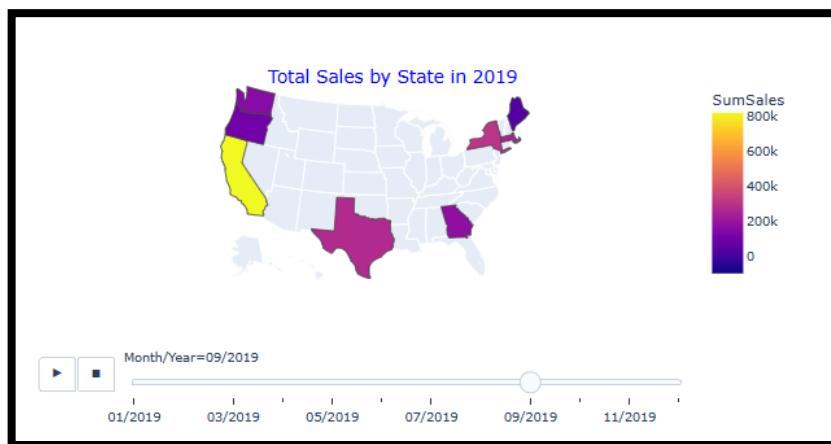 Total Sales by State in 2019
SumSales
800k
600k
400k
200k
0
Month/Year=09/2019
01/2019 03/2019 05/2019 07/2019 09/2019 11/2019